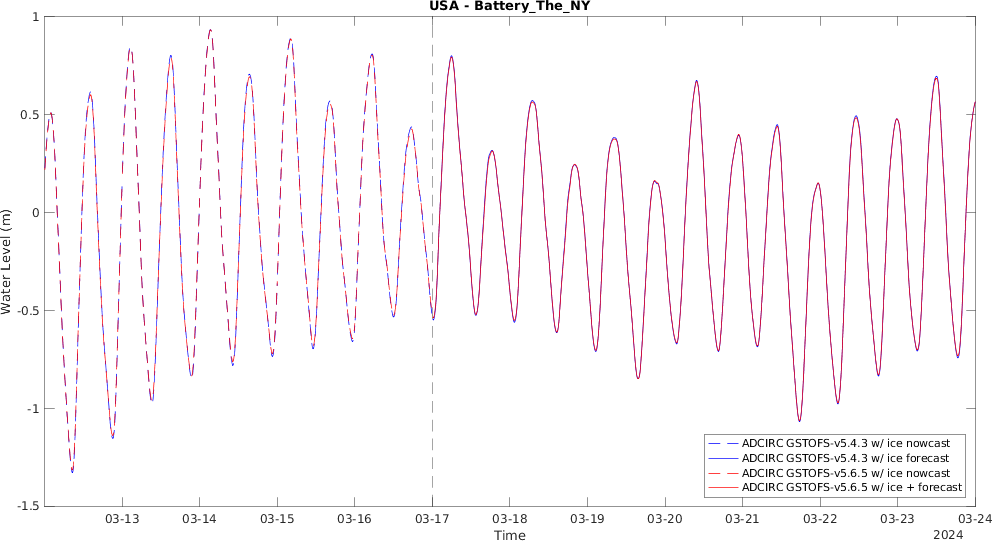 USA - Battery_The_NY
1
0.5
0
-0.5
-1
-1.5
Water Level (m)
ADCIRC GSTOFS-v5.4.3 w/ ice nowcast
ADCIRC GSTOFS-v5.4.3 w/ ice forecast
ADCIRC GSTOFS-v5.6.5 w/ ice nowcast
ADCIRC GSTOFS-v5.6.5 w/ ice + forecast
03-13 03-14 03-15 03-16 03-17 03-18 03-19 03-20 03-21 03-22 03-23 03-24
Time
2024